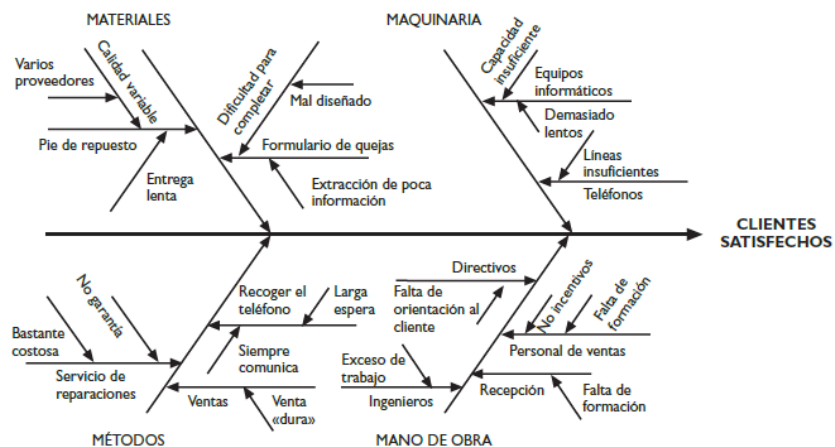 MATERIALES
MAQUINARIA
Varios
proveedores
Calidad variable
Pie de repuesto
Entrega
lenta
Dificultad para
completar
Mal diseñado
Formulario de quejas
Extracción de poca
información
Capacidad
insuficiente
Equipos
informáticos
Demasiado
lentos
Líneas
insuficientes
Teléfonos
CLIENTES
SATISFECHOS
No garantía
Bastante
costosa
Servicio de
reparaciones
Recoger el
teléfono
Larga
espera
Siempre
comunica
Ventas
Venta
«dura»
Directivos
Falta de
orientación al
cliente
No incentivos
Falta de
formación
Personal de ventas
Exceso de
trabajo
Ingenieros
Recepción
Falta de
formación
MÉTODOS
MANO DE OBRA